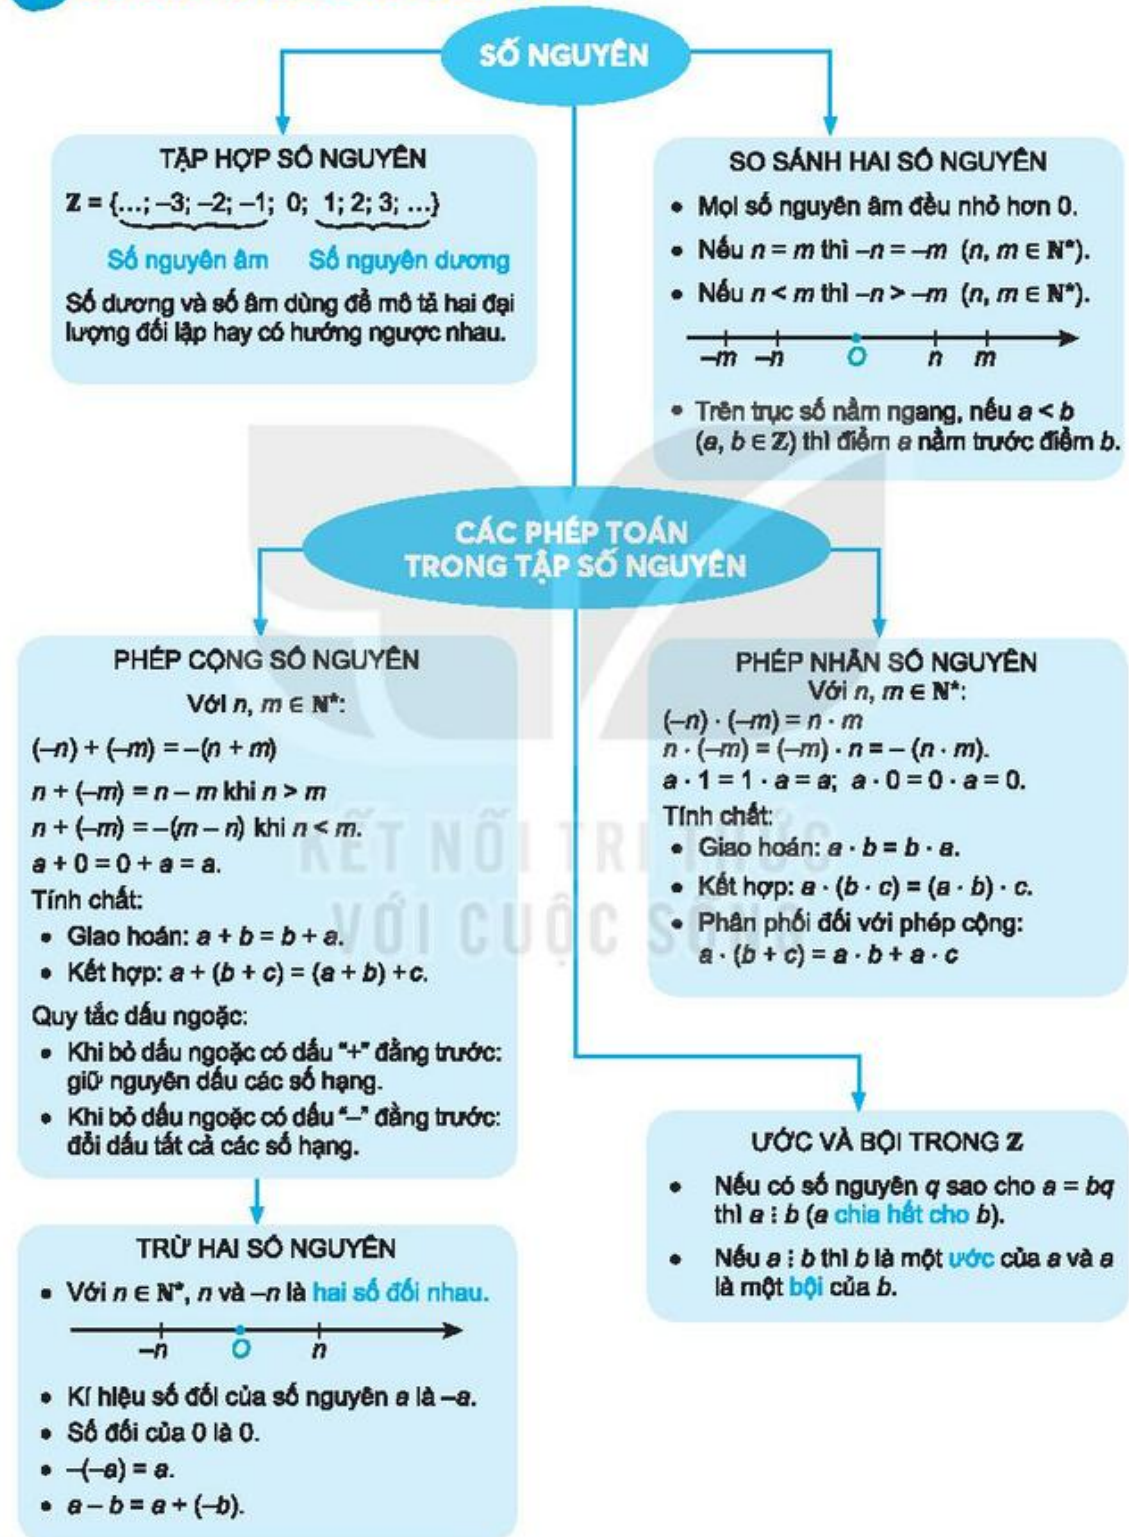 SỐ NGUYÊN
TẬP HỢP SỐ NGUYÊN
Z = {...; –3; –2; –1; 0; 1; 2; 3; ...}
Số nguyên âm Số nguyên dương
Số dương và số âm dùng để mô tả hai đại
lượng đối lập hay có hướng ngược nhau.
SO SÁNH HAI SỐ NGUYÊN
• Mọi số nguyên âm đều nhỏ hơn 0.
• Nếu n = m thì –n = –m (n, m ∈ N*).
• Nếu n < m thì –n > –m (n, m ∈ N*).
–m –n O n m
• Trên trục số nằm ngang, nếu a < b
(a, b ∈ Z) thì điểm a nằm trước điểm b.
CÁC PHÉP TOÁN
TRONG TẬP SỐ NGUYÊN
PHÉP CỘNG SỐ NGUYÊN
Với n, m ∈ N*:
(–n) + (–m) = –(n + m)
n + (–m) = n – m khi n > m
n + (–m) = –(m – n) khi n < m.
a + 0 = 0 + a = a.
Tính chất:
• Giao hoán: a + b = b + a.
• Kết hợp: a + (b + c) = (a + b) + c.
Quy tắc dấu ngoặc:
• Khi bỏ dấu ngoặc có dấu "+" đằng trước:
giữ nguyên dấu các số hạng.
• Khi bỏ dấu ngoặc có dấu "–" đằng trước:
đổi dấu tất cả các số hạng.
PHÉP NHÂN SỐ NGUYÊN
Với n, m ∈ N*:
(–n) · (–m) = n · m
n · (–m) = (–m) · n = – (n · m).
a · 1 = 1 · a = a; a · 0 = 0 · a = 0.
Tính chất:
• Giao hoán: a · b = b · a.
• Kết hợp: a · (b · c) = (a · b) · c.
• Phân phối đối với phép cộng:
a · (b + c) = a · b + a · c
KẾT NỐI TRI THỨC
VỚI CUỘC SỐNG
TRỪ HAI SỐ NGUYÊN
• Với n ∈ N*, n và –n là hai số đối nhau.
–n O n
• Kí hiệu số đối của số nguyên a là –a.
• Số đối của 0 là 0.
• –(–a) = a.
• a – b = a + (–b).
ƯỚC VÀ BỘI TRONG Z
• Nếu có số nguyên q sao cho a = bq
thì a ⋮ b (a chia hết cho b).
• Nếu a ⋮ b thì b là một ước của a và a
là một bội của b.